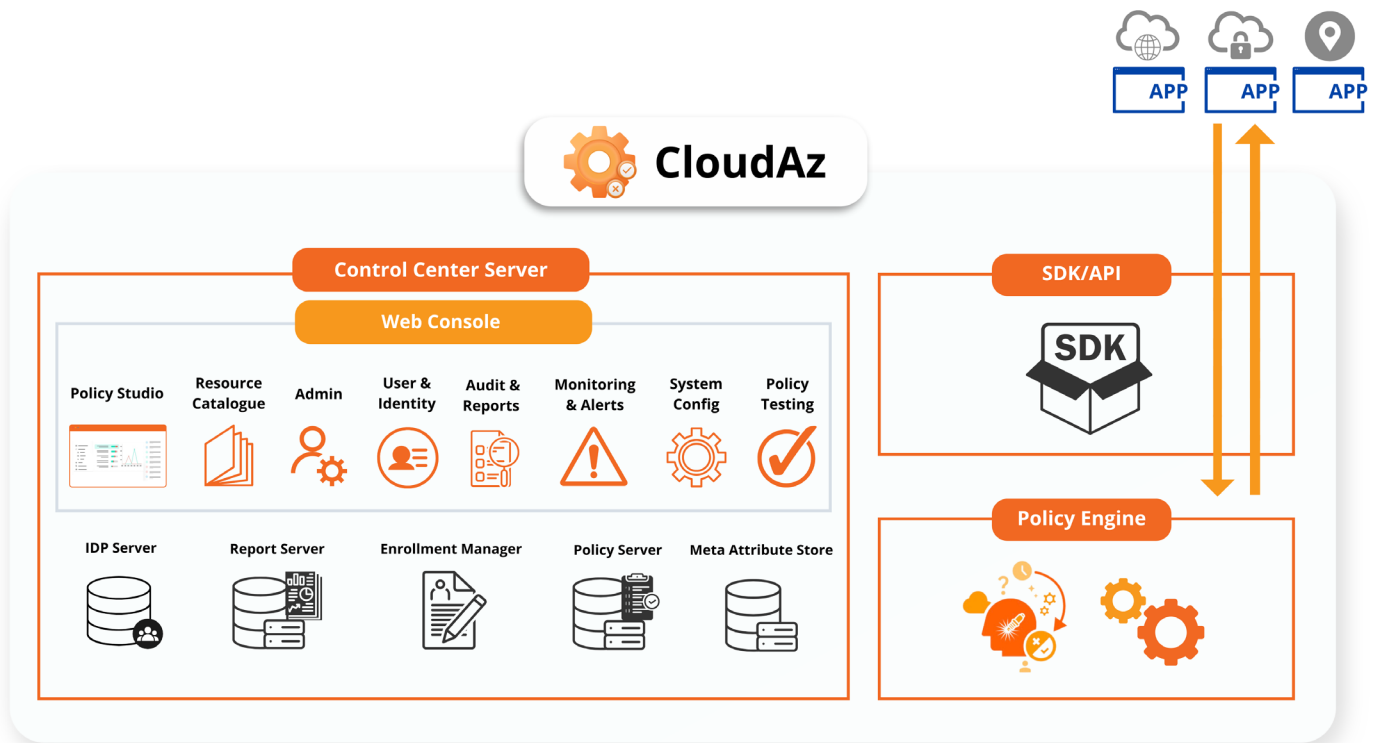 APP
APP
APP
CloudAz
Control Center Server
SDK/API
Web Console
SDK
Policy Studio
Resource
Catalogue
Admin
User &
Identity
Audit &
Reports
Monitoring
& Alerts
System
Config
Policy
Testing
Policy Engine
IDP Server
Report Server
Enrollment Manager
Policy Server
Meta Attribute Store
?